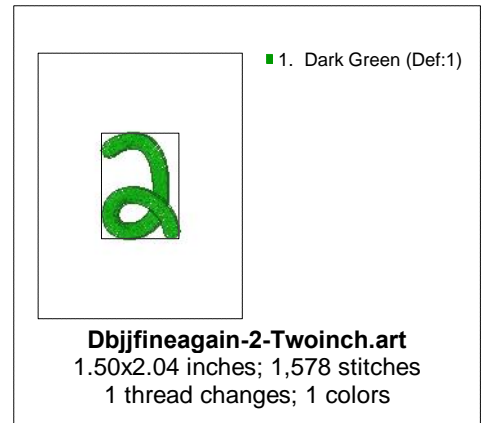 1. Dark Green (Def:1)
a
Dbjjfineagain-2-Twoinch.art
1.50x2.04 inches; 1,578 stitches
1 thread changes; 1 colors